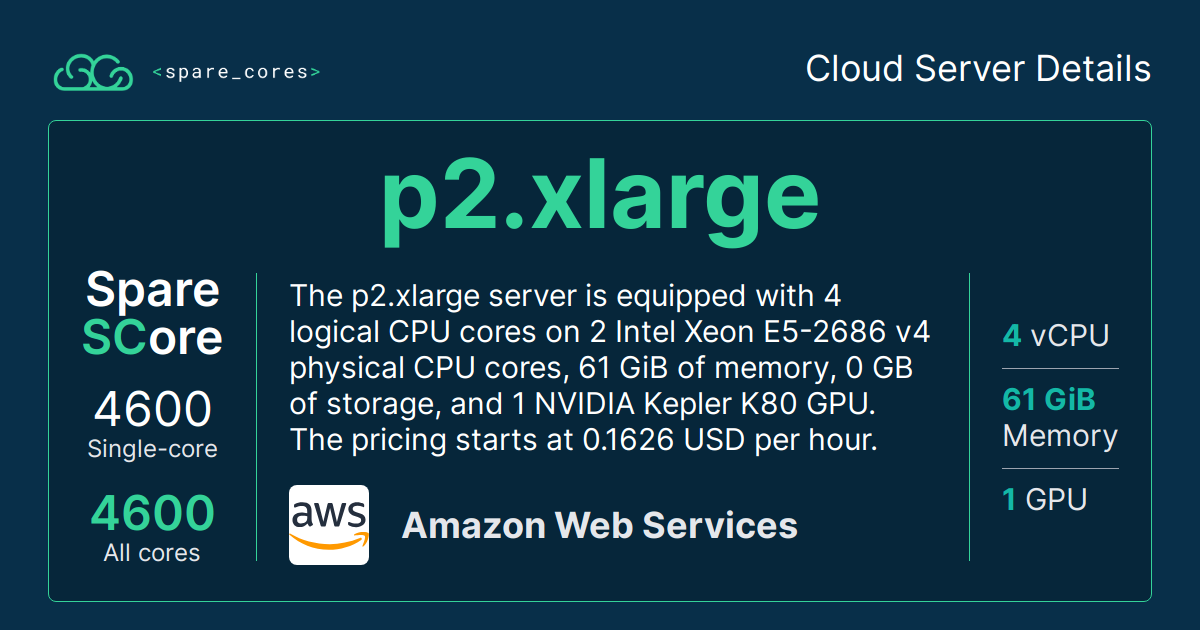 <spare_cores>
Cloud Server Details
p2.xlarge
Spare
SCore
4600
Single-core
4600
All cores
The p2.xlarge server is equipped with 4
logical CPU cores on 2 Intel Xeon E5-2686 v4
physical CPU cores, 61 GiB of memory, 0 GB
of storage, and 1 NVIDIA Kepler K80 GPU.
The pricing starts at 0.1626 USD per hour.
aws
Amazon Web Services
4 vCPU
61 GiB
Memory
1 GPU